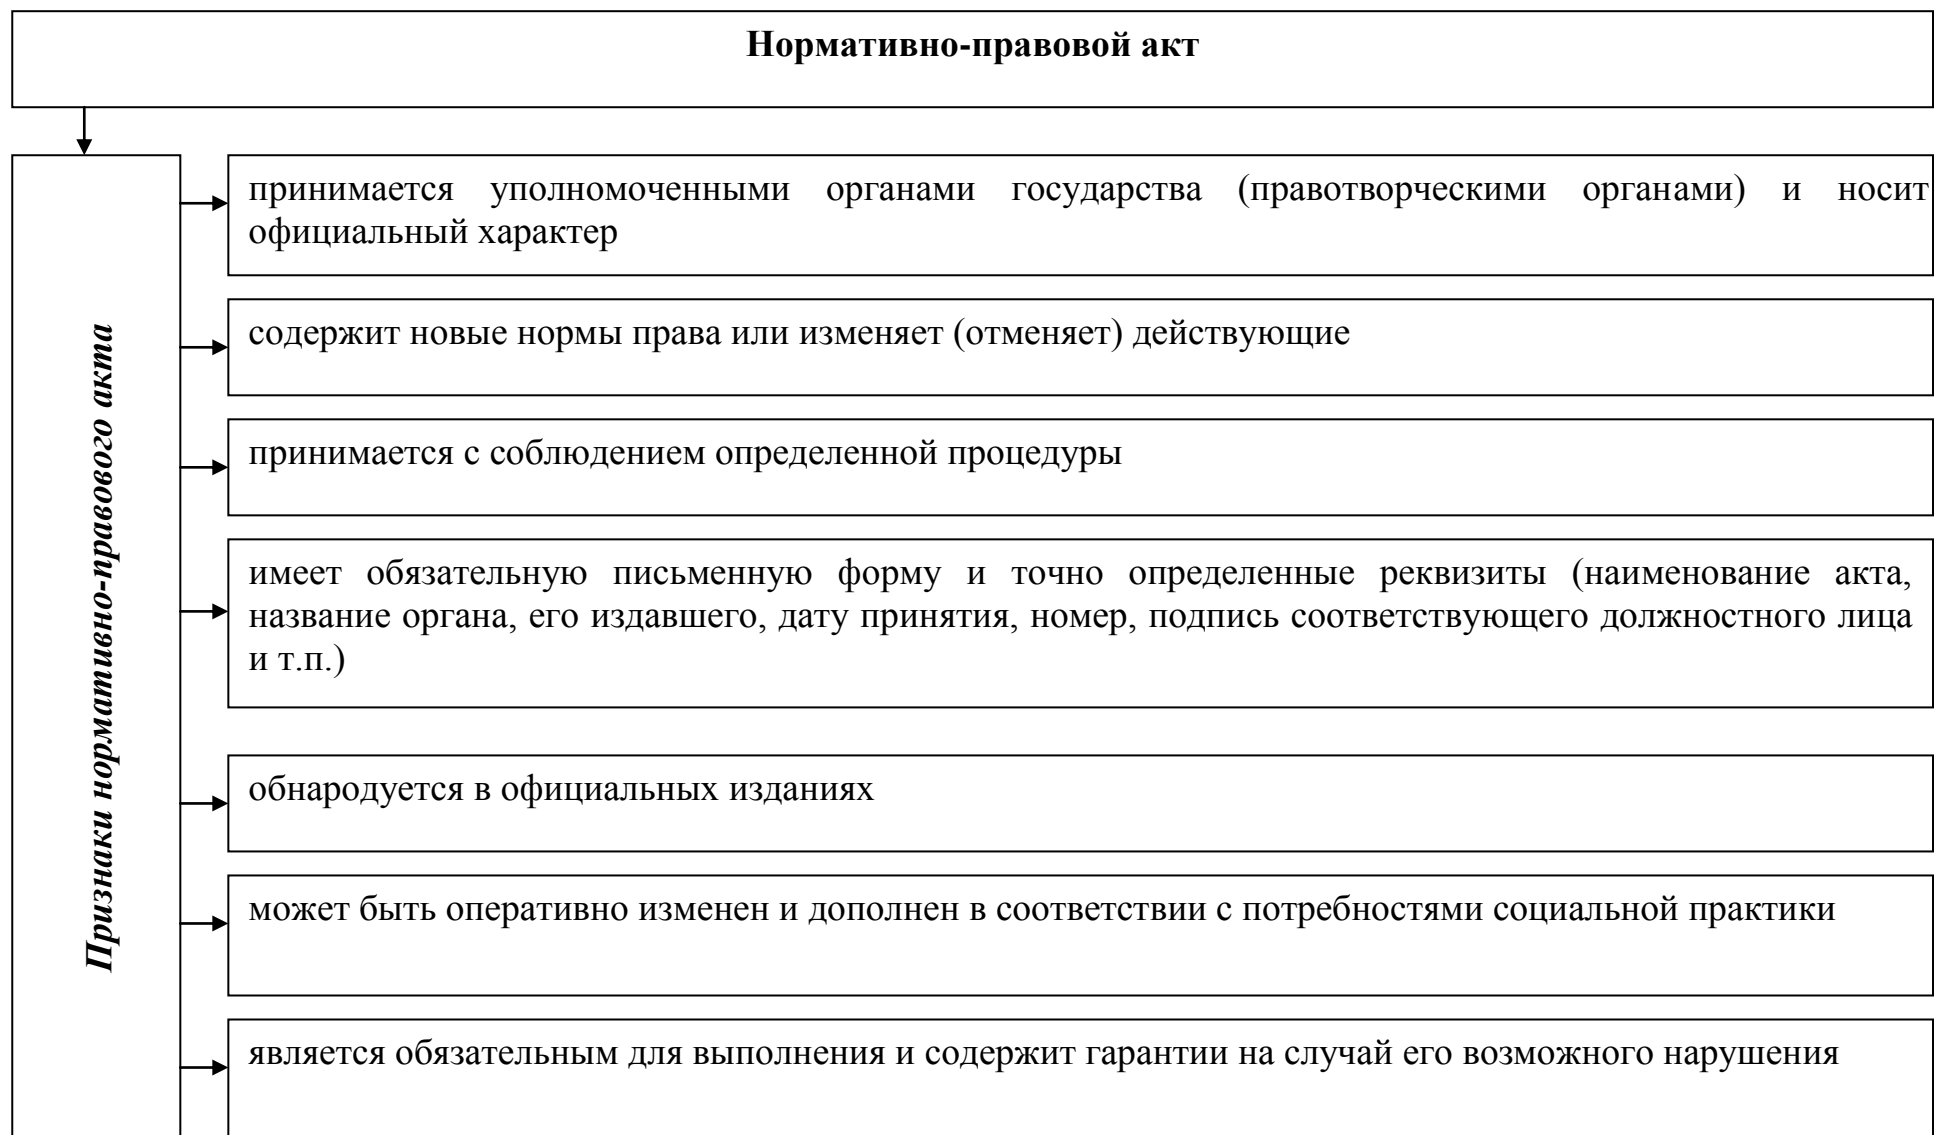 Нормативно-правовой акт
Признаки нормативно-правового акта
принимается уполномоченными органами государства (правотворческими органами) и носит
официальный характер
содержит новые нормы права или изменяет (отменяет) действующие
принимается с соблюдением определенной процедуры
имеет обязательную письменную форму и точно определенные реквизиты (наименование акта,
название органа, его издавшего, дату принятия, номер, подпись соответствующего должностного лица
и т.п.)
обнародуется в официальных изданиях
может быть оперативно изменен и дополнен в соответствии с потребностями социальной практики
является обязательным для выполнения и содержит гарантии на случай его возможного нарушения